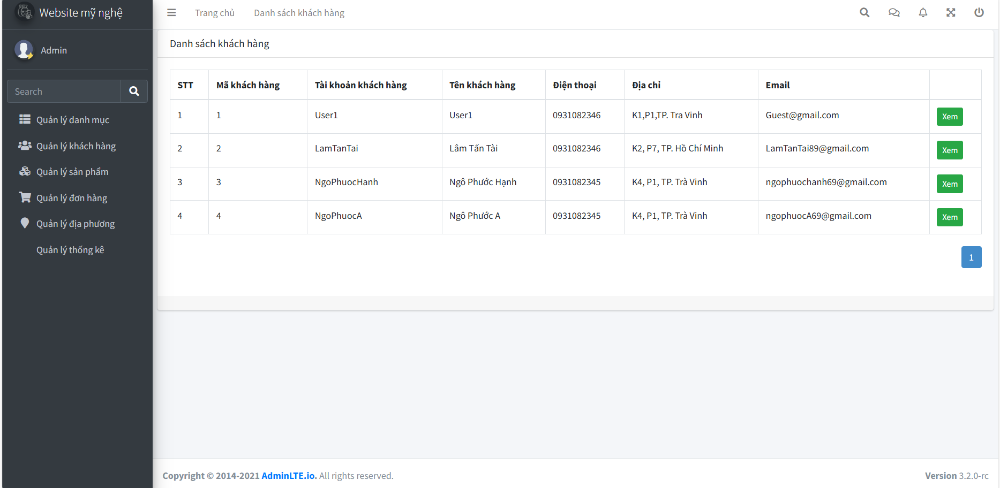 Website mỹ nghệ
Trang chủ
Danh sách khách hàng
Admin
Search
Quản lý danh mục
Quản lý khách hàng
Quản lý sản phẩm
Quản lý đơn hàng
Quản lý địa phương
Quản lý thống kê
Danh sách khách hàng
STT Mã khách hàng Tài khoản khách hàng Tên khách hàng Điện thoại Địa chỉ Email
1 1 User1 User1 0931082346 K1,P1,TP. Tra Vinh Guest@gmail.com Xem
2 2 LamTanTai Lâm Tấn Tài 0931082346 K2, P7, TP. Hồ Chí Minh LamTanTai89@gmail.com Xem
3 3 NgoPhuocHanh Ngô Phước Hạnh 0931082345 K4, P1, TP. Trà Vinh ngophuochanh69@gmail.com Xem
4 4 NgoPhuocA Ngô Phước A 0931082345 K4, P1, TP. Trà Vinh ngophuocA69@gmail.com Xem
1
Copyright © 2014-2021 AdminLTE.io. All rights reserved.
Version 3.2.0-rc